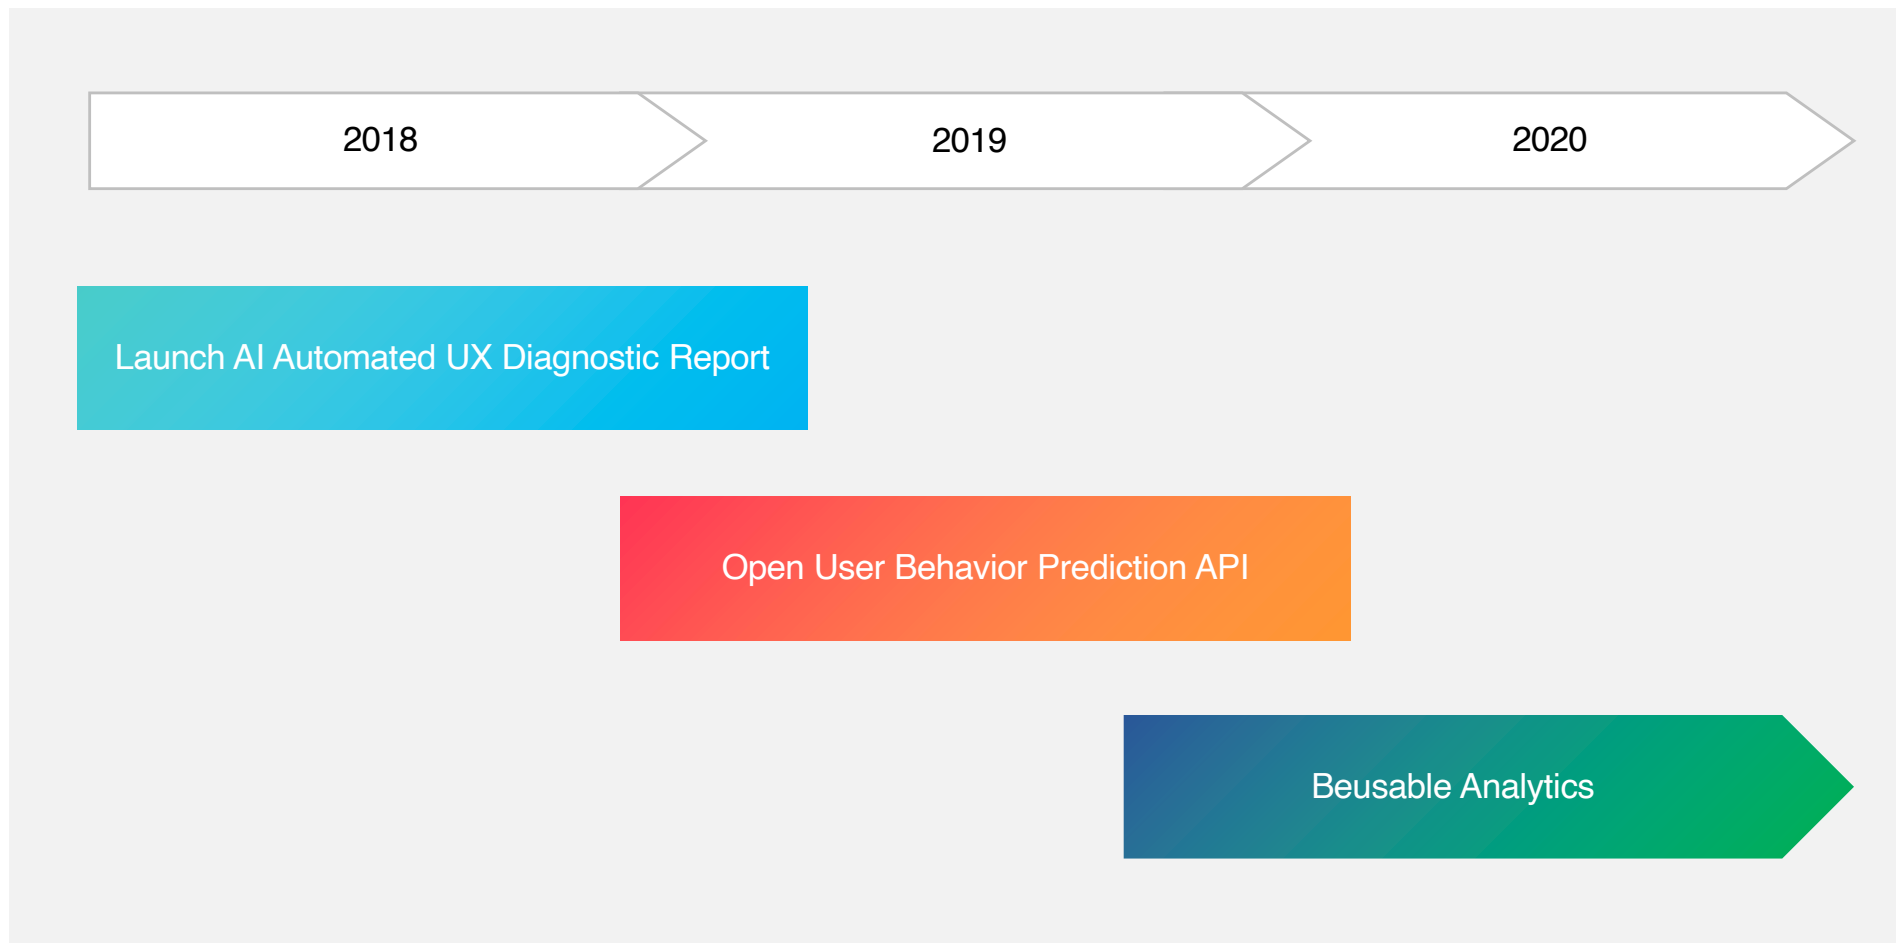 2018
2019
2020
Launch AI Automated UX Diagnostic Report
Open User Behavior Prediction API
Beusable Analytics